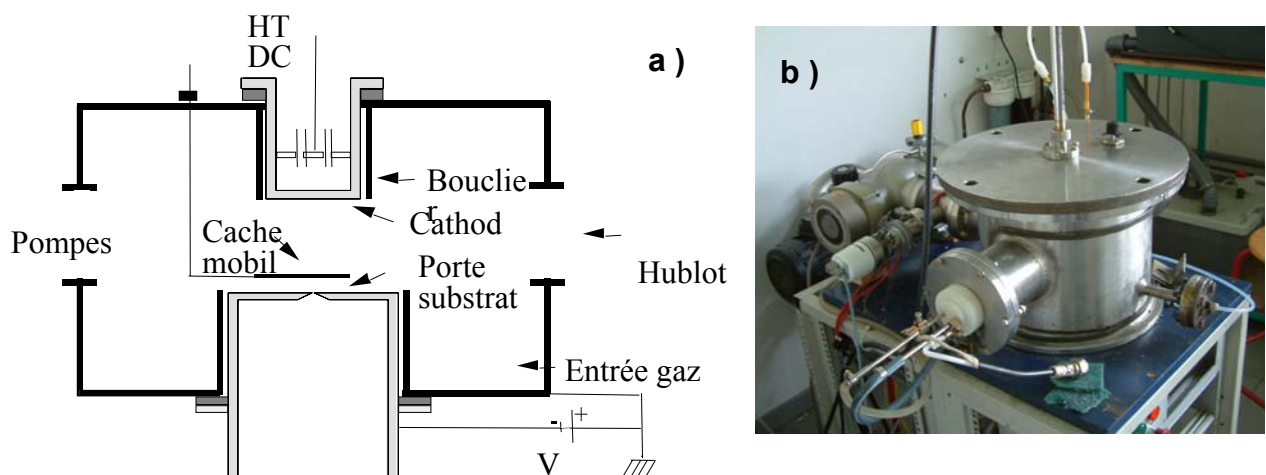 HT
DC
a )
Bouclie
r
Cathod
Pompes
Cache
mobil
Porte
substrat
Hublot
Entrée gaz
- +
V
b )